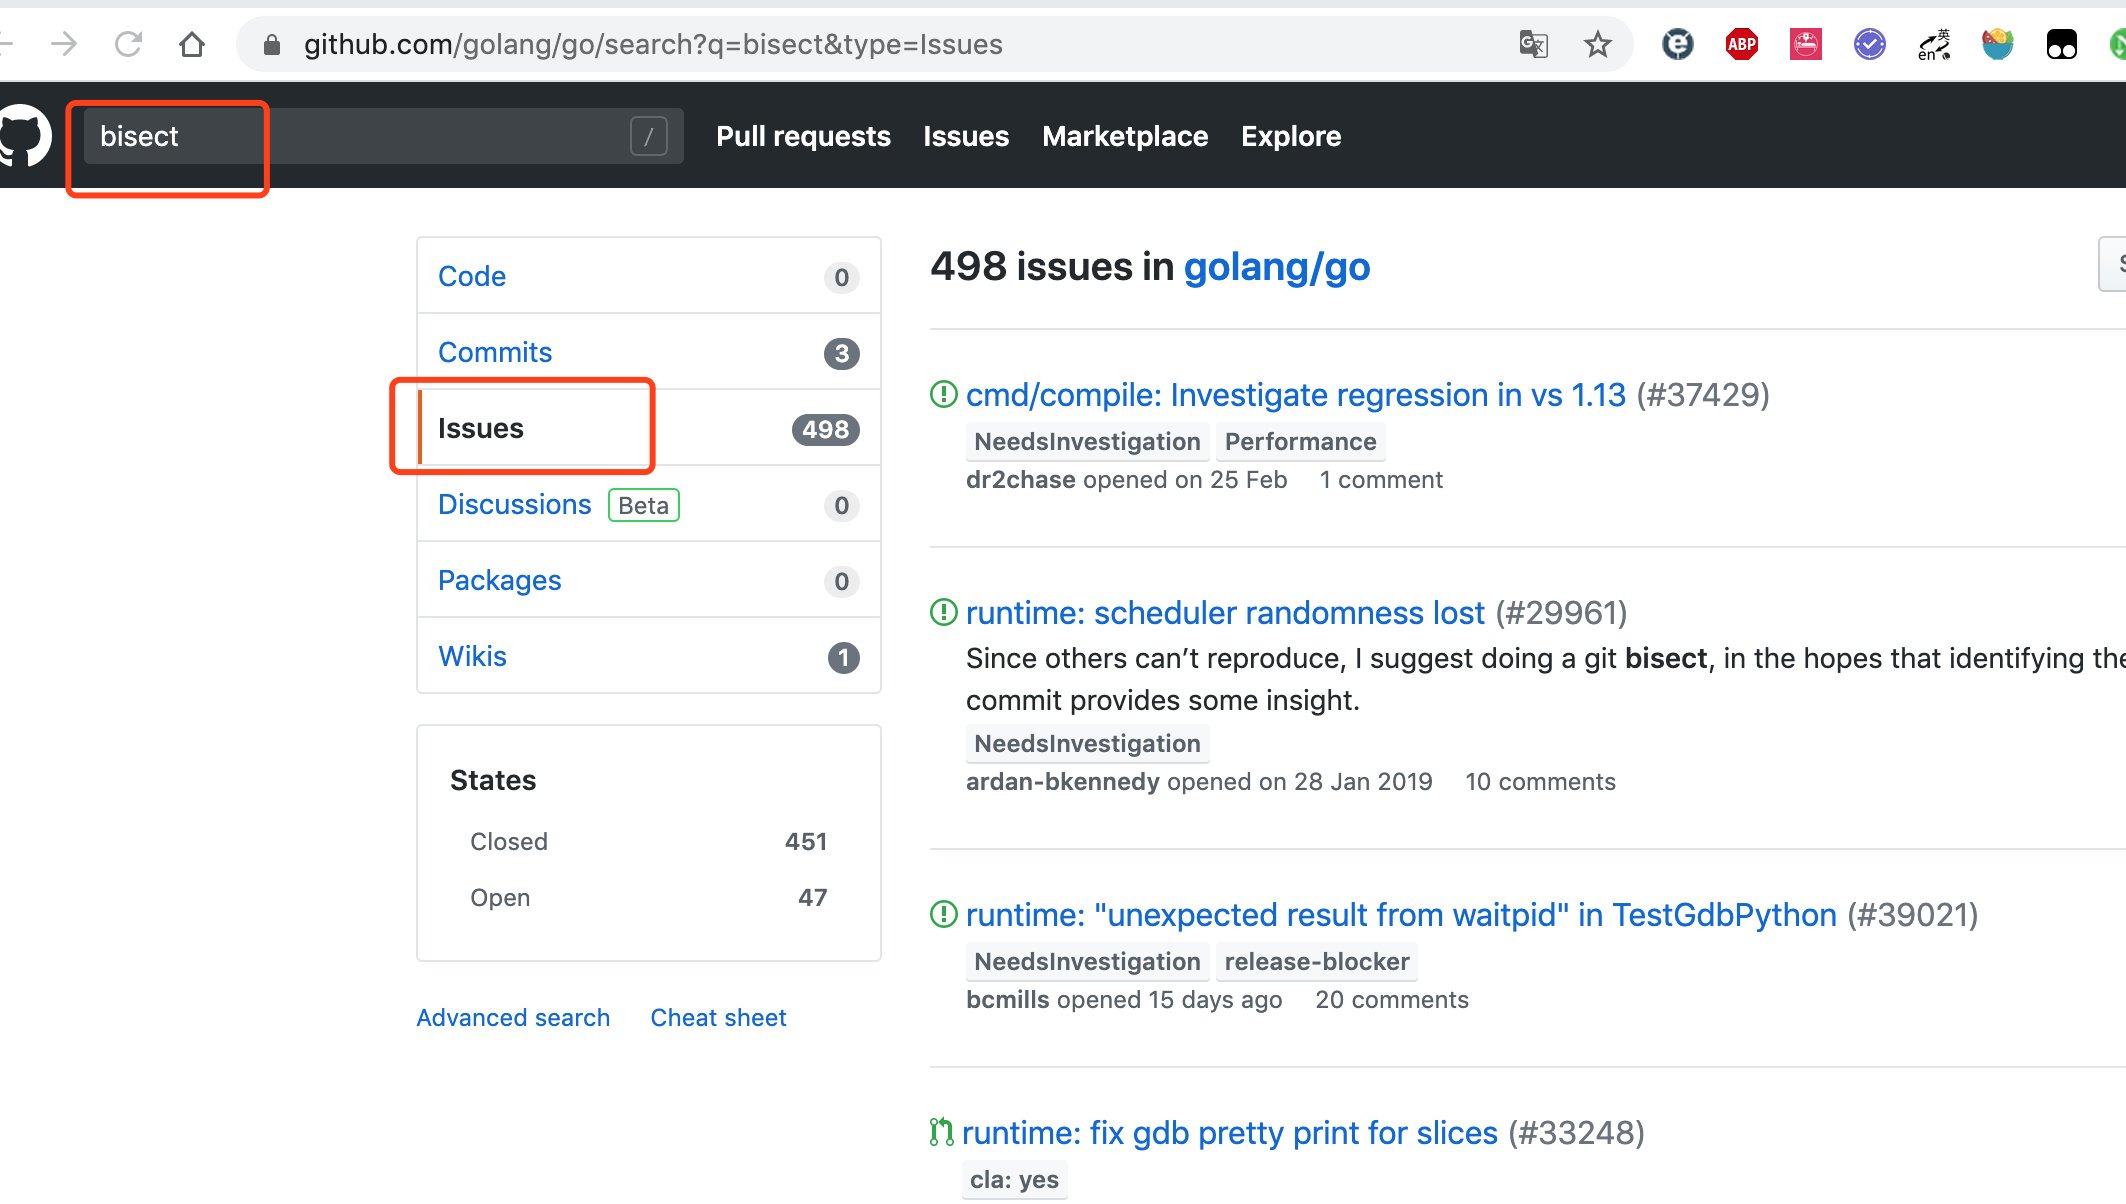 github.com/golang/go/search?q=bisect&type=Issues
ABP
英
en
bisect
/
Pull requests Issues Marketplace Explore
Code 0
Commits 3
Issues 498
Discussions Beta 0
Packages 0
Wikis 1
States
Closed 451
Open 47
Advanced search Cheat sheet
498 issues in golang/go
cmd/compile: Investigate regression in vs 1.13 (#37429)
NeedsInvestigation Performance
dr2chase opened on 25 Feb 1 comment
runtime: scheduler randomness lost (#29961)
Since others can’t reproduce, I suggest doing a git bisect, in the hopes that identifying the
commit provides some insight.
NeedsInvestigation
ardan-bkennedy opened on 28 Jan 2019 10 comments
runtime: "unexpected result from waitpid" in TestGdbPython (#39021)
NeedsInvestigation release-blocker
bcmills opened 15 days ago 20 comments
runtime: fix gdb pretty print for slices (#33248)
cla: yes